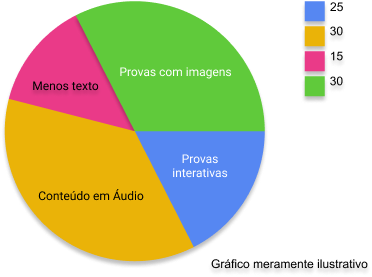 25
30
15
30
Provas com imagens
Menos texto
Provas
interativas
Conteúdo em Áudio
Gráfico meramente ilustrativo